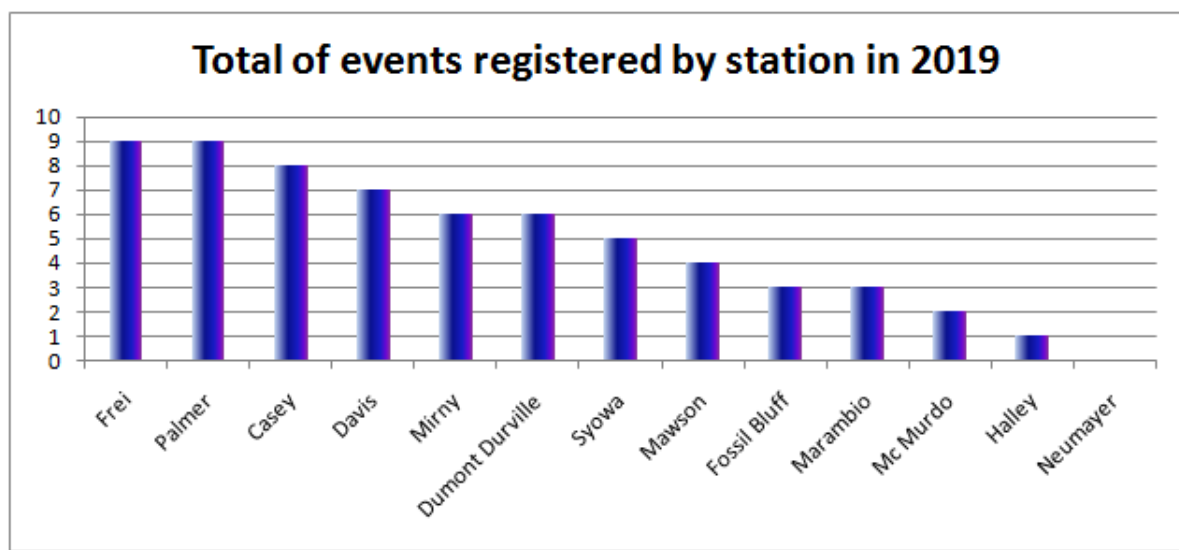 Total of events registered by station in 2019
10
9
8
7
6
5
4
3
2
1
0
Frei
Palmer
Casey
Davis
Mirny
Dumont Durville
Syowa
Mawson
Fossil Bluff
Marambio
Mc Murdo
Halley
Neumayer